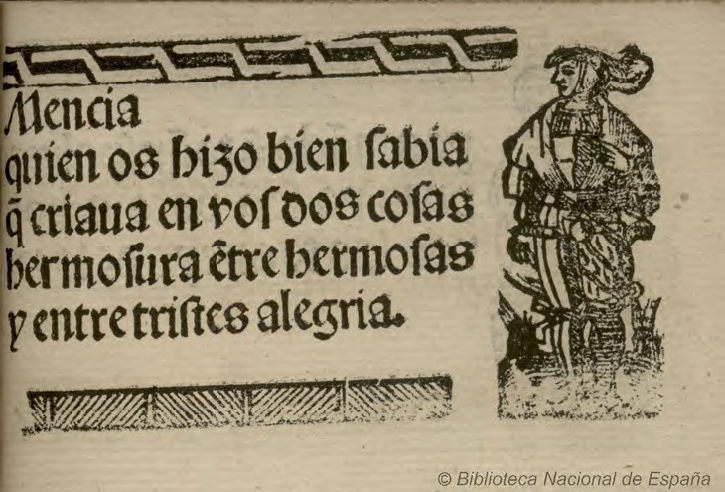 Mencia
quien os hizo bien ſabia
q̃ criaua en voſ dos coſas
hermoſura ẽtre hermoſas
y entre triſtes alegria.
© Biblioteca Nacional de España